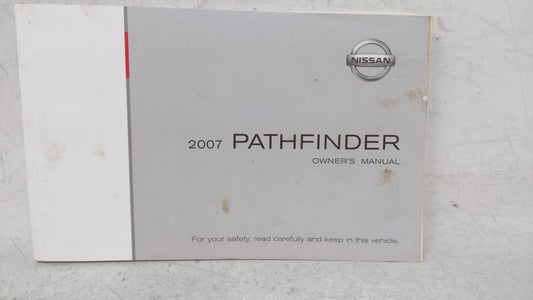 NISSAN
2007 PATHFINDER
OWNER'S MANUAL
For your safety, read carefully and keep in this vehicle.